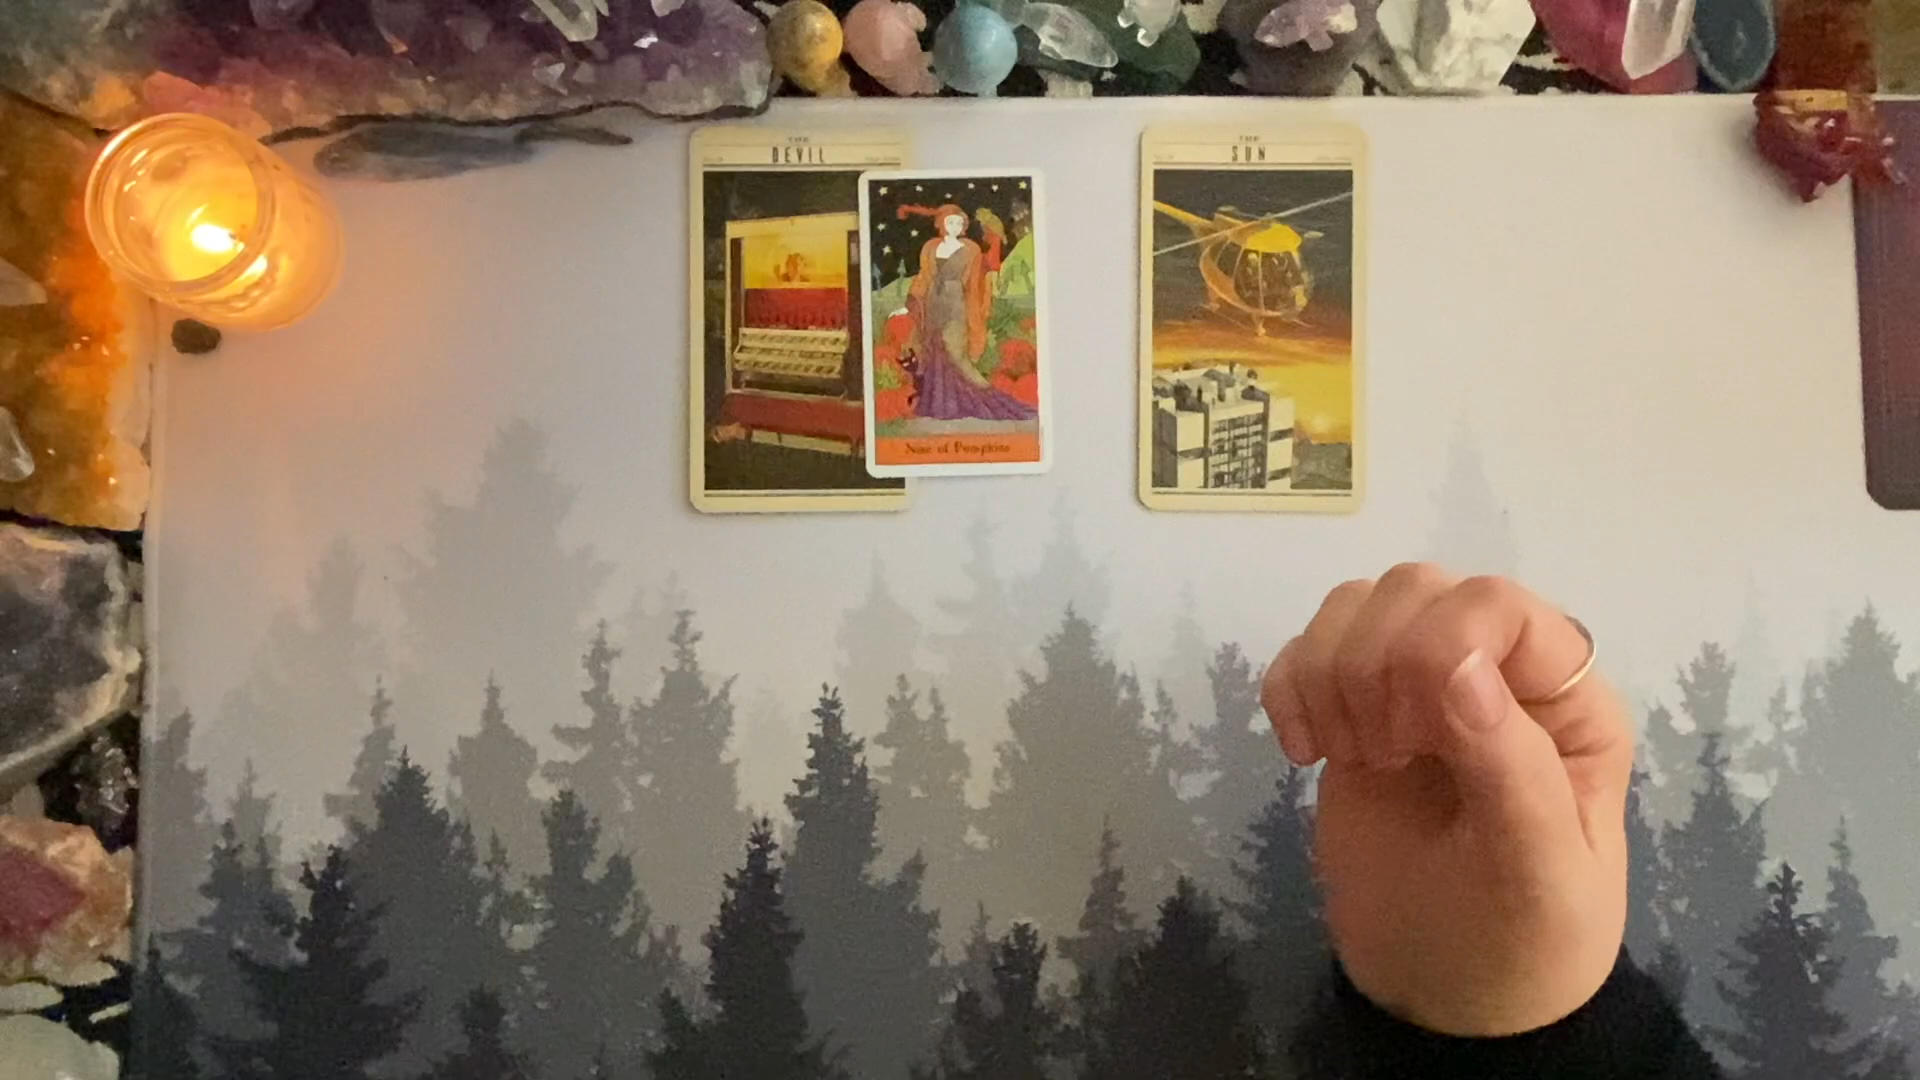 THE
DEVIL
Nine of Pumpkins
THE
SUN